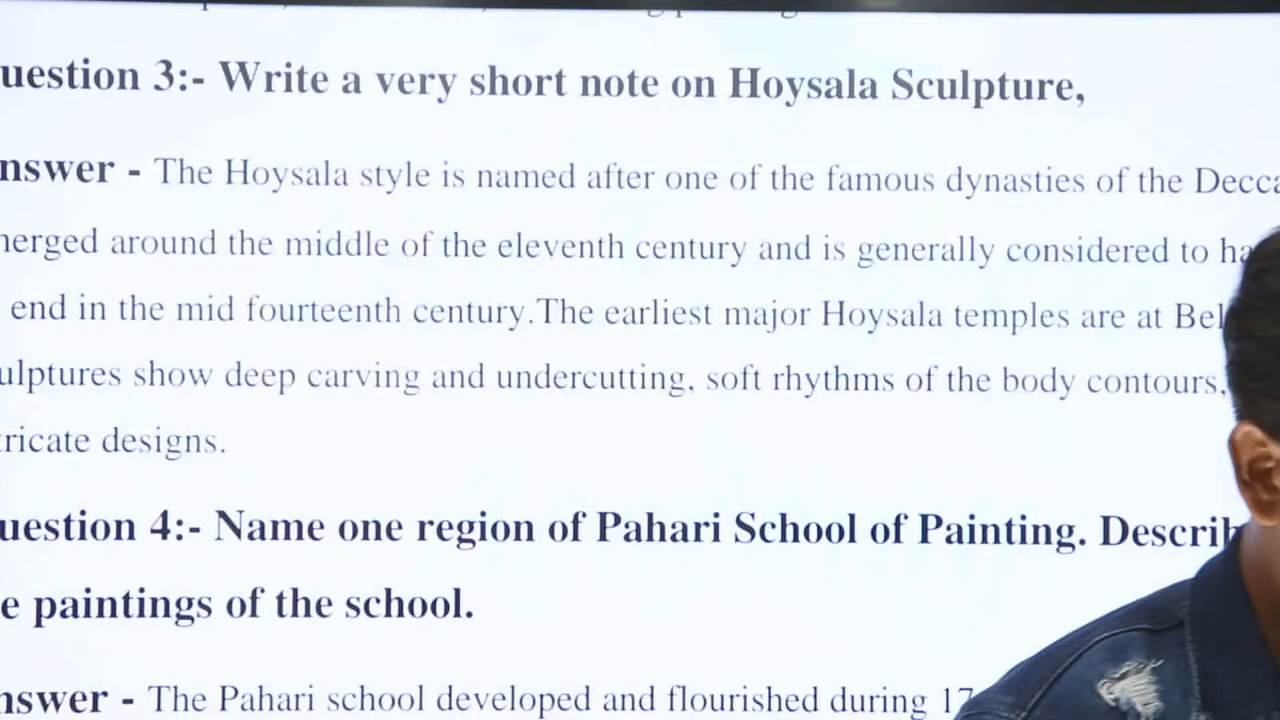 uestion 3:- Write a very short note on Hoysala Sculpture,
nswer - The Hoysala style is named after one of the famous dynasties of the Decca
nerged around the middle of the eleventh century and is generally considered to ha
end in the mid fourteenth century.The earliest major Hoysala temples are at Bel
ulptures show deep carving and undercutting, soft rhythms of the body contours,
tricate designs.
uestion 4:- Name one region of Pahari School of Painting. Describ
e paintings of the school.
nswer - The Pahari school developed and flourished during 17